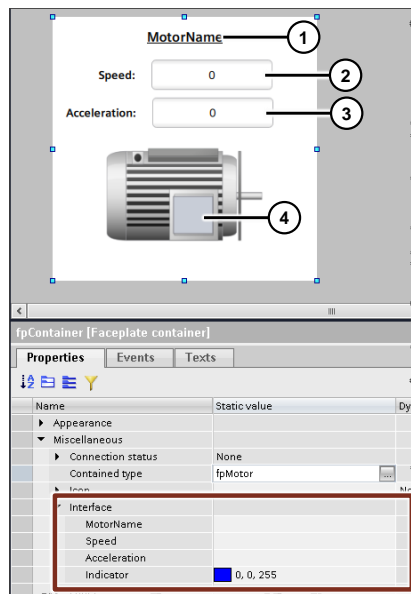 MotorName
1
Speed:
0
2
Acceleration:
0
3
4
fpContainer [Faceplate container]
Properties
Events
Texts
Name
Static value
Dy
Appearance
Miscellaneous
Connection status
None
Contained type
fpMotor
...
Icon
Interface
MotorName
Speed
Acceleration
Indicator
0, 0, 255